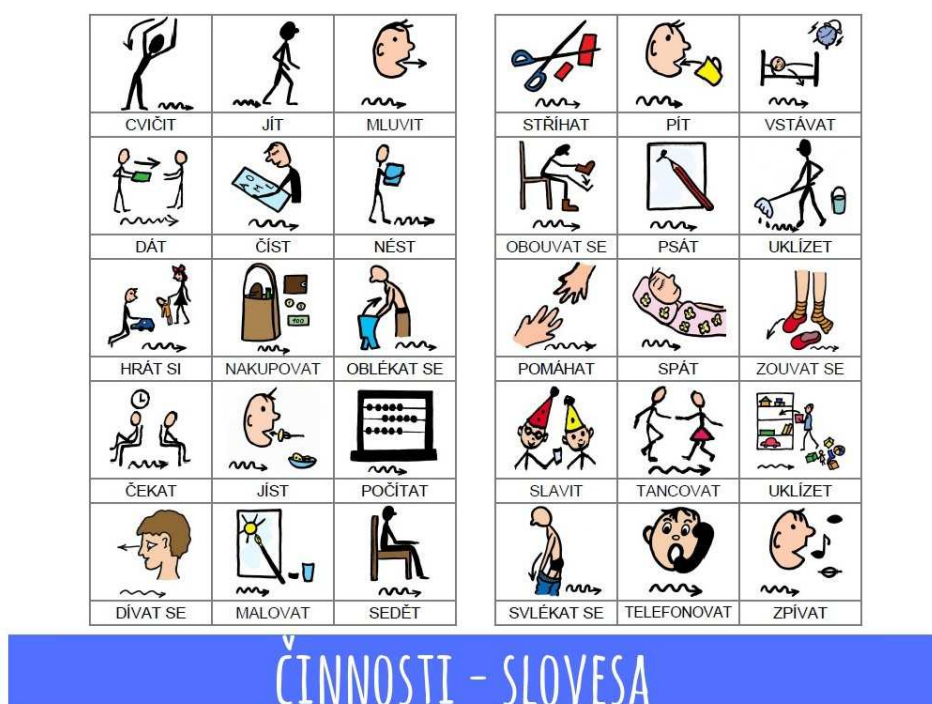 CVIČIT JÍT MLUVIT
DÁT ČÍST NÉST
HRÁT SI NAKUPOVAT OBLÉKAT SE
ČEKAT JÍST POČÍTAT
DÍVAT SE MALOVAT SEDĚT
STŘÍHAT PÍT VSTÁVAT
OBOUVAT SE PSÁT UKLÍZET
POMÁHAT SPÁT ZOUVAT SE
SLAVIT TANCOVAT UKLÍZET
SVLÉKAT SE TELEFONOVAT ZPÍVAT
ČINNOSTI - SLOVESA